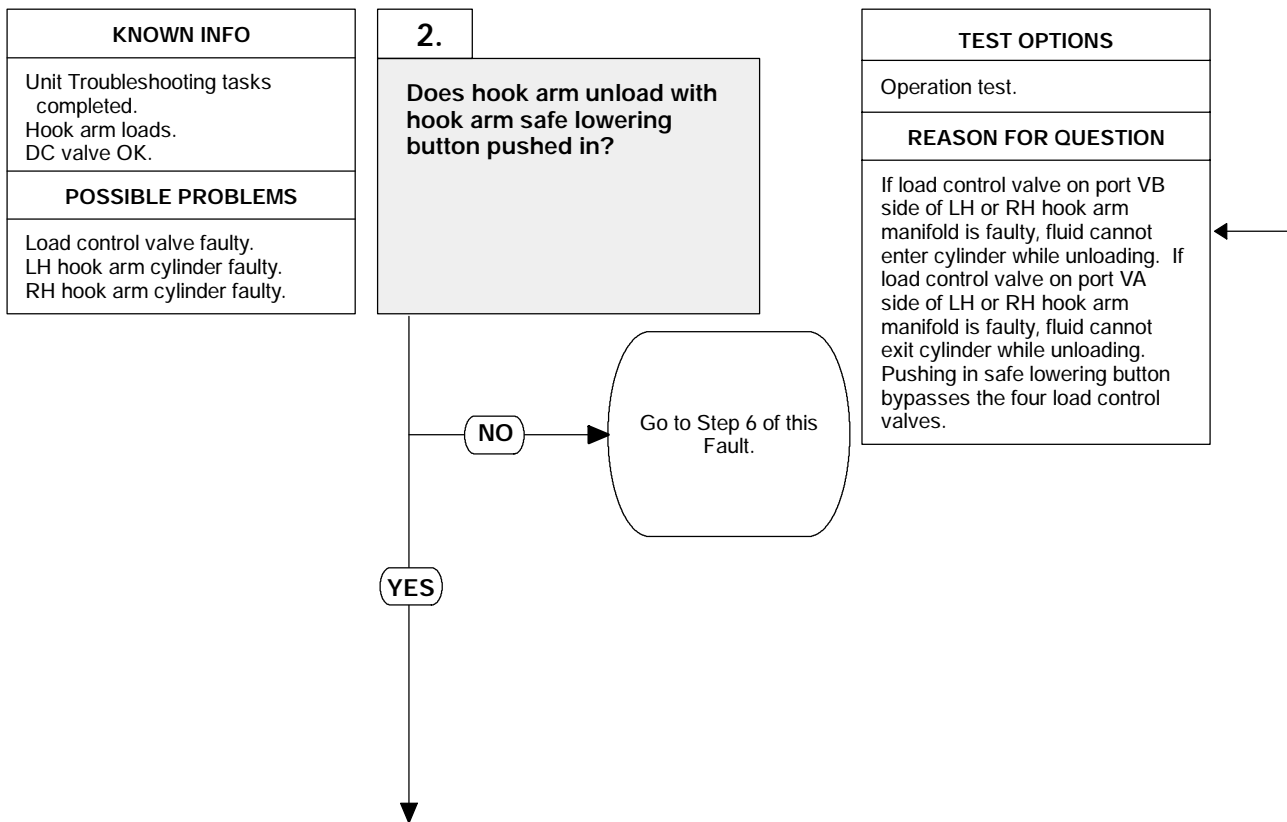 KNOWN INFO
Unit Troubleshooting tasks
completed.
Hook arm loads.
DC valve OK.
POSSIBLE PROBLEMS
Load control valve faulty.
LH hook arm cylinder faulty.
RH hook arm cylinder faulty.
2.
Does hook arm unload with
hook arm safe lowering
button pushed in?
TEST OPTIONS
Operation test.
REASON FOR QUESTION
If load control valve on port VB
side of LH or RH hook arm
manifold is faulty, fluid cannot
enter cylinder while unloading. If
load control valve on port VA
side of LH or RH hook arm
manifold is faulty, fluid cannot
exit cylinder while unloading.
Pushing in safe lowering button
bypasses the four load control
valves.
NO
Go to Step 6 of this
Fault.
YES